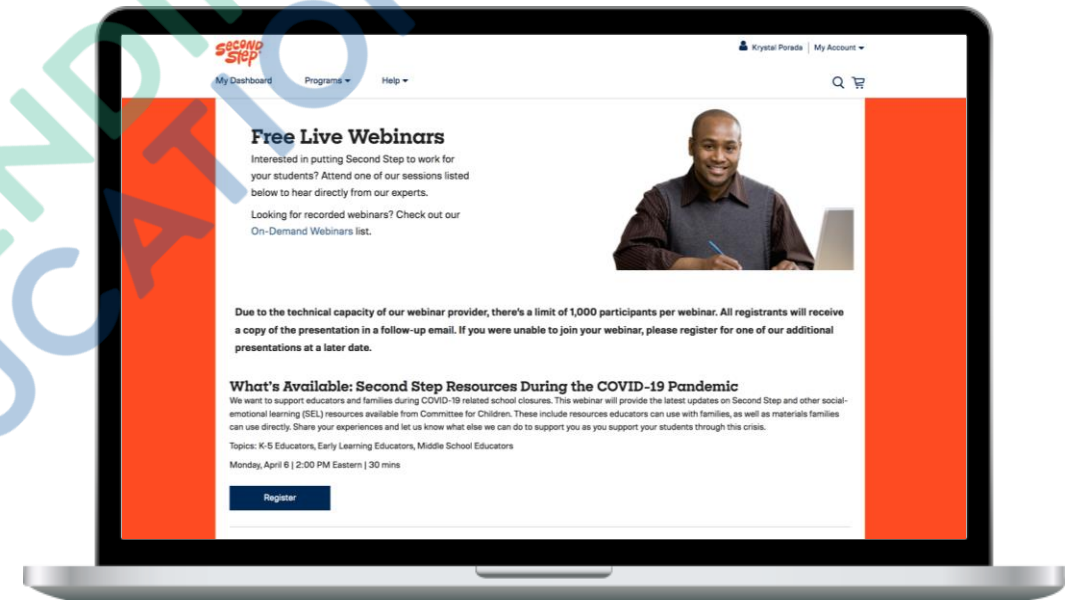 SECOND
STEP
Krystal Porada | My Account
My Dashboard Programs Help
Free Live Webinars
Interested in putting Second Step to work for
your students? Attend one of our sessions listed
below to hear directly from our experts.
Looking for recorded webinars? Check out our
On-Demand Webinars list.
Due to the technical capacity of our webinar provider, there's a limit of 1,000 participants per webinar. All registrants will receive
a copy of the presentation in a follow-up email. If you were unable to join your webinar, please register for one of our additional
presentations at a later date.
What's Available: Second Step Resources During the COVID-19 Pandemic
We want to support educators and families during COVID-19 related school closures. This webinar will provide the latest updates on Second Step and other social-
emotional learning (SEL) resources available from Committee for Children. These include resources educators can use with families, as well as materials families
can use directly. Share your experiences and let us know what else we can do to support you as you support your students through this crisis.
Topics: K-5 Educators, Early Learning Educators, Middle School Educators
Monday, April 6 | 2:00 PM Eastern | 30 mins
Register